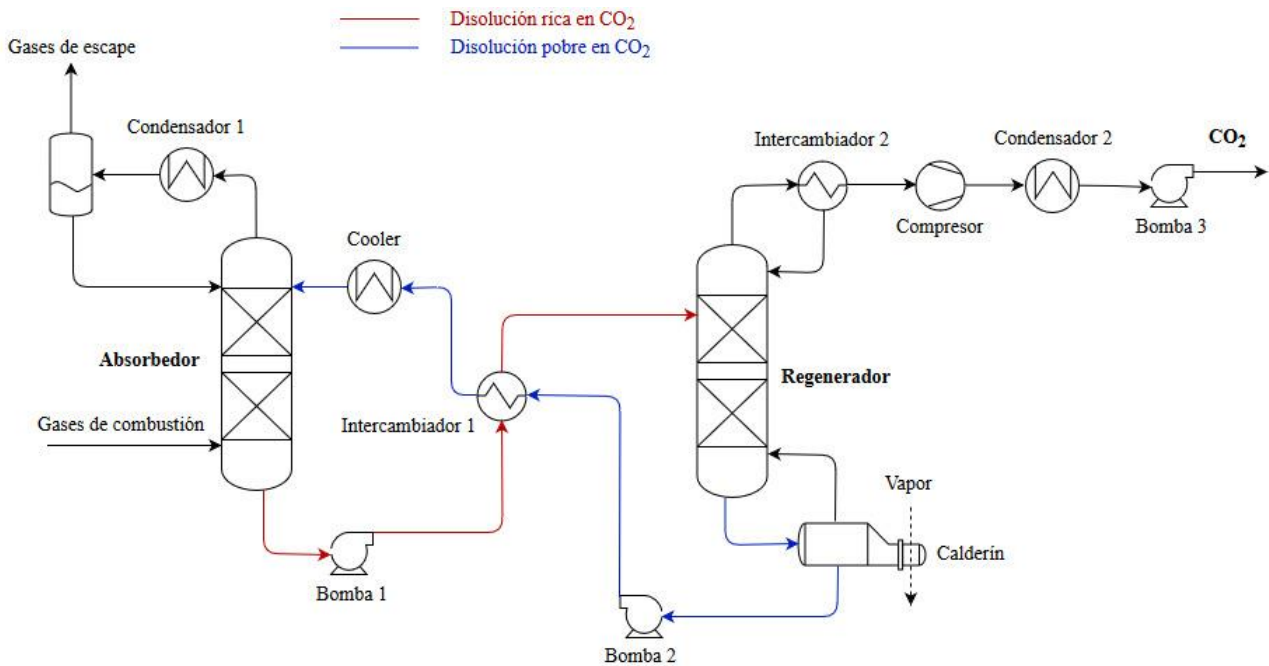 Disolución rica en CO2
Disolución pobre en CO2
Gases de escape
Condensador 1
Intercambiador 2
Condensador 2
CO2
Compresor
Bomba 3
Cooler
Absorbedor
Regenerador
Gases de combustión
Intercambiador 1
Vapor
Calderín
Bomba 1
Bomba 2